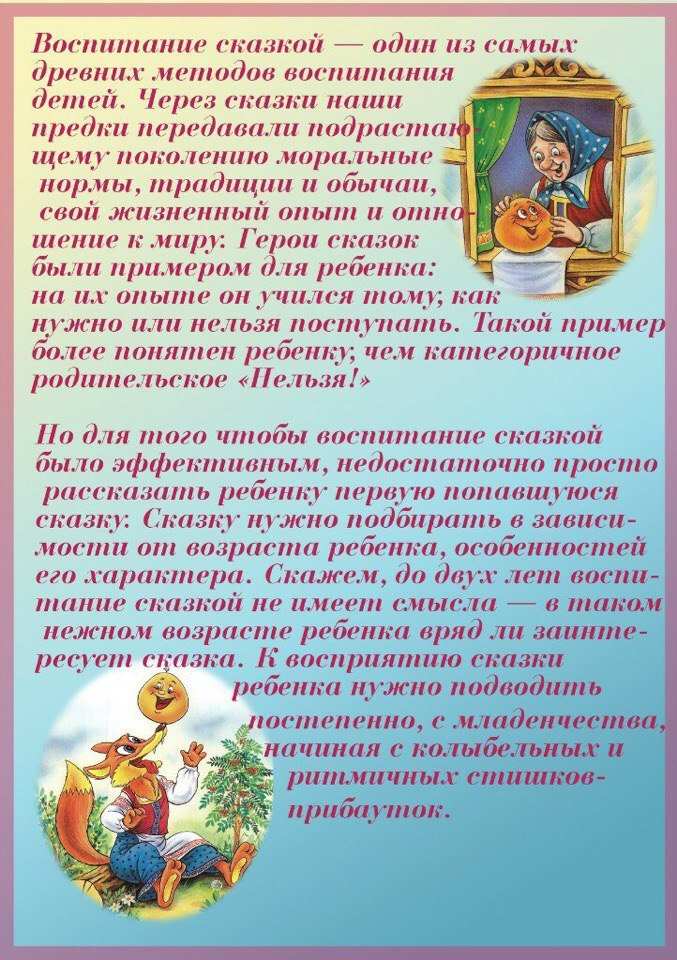 Воспитание сказкой — один из самых
древних методов воспитания
детей. Через сказки наши
предки передавали подрастаю-
щему поколению моральные
нормы, традиции и обычаи,
свой жизненный опыт и отно-
шение к миру. Герои сказок
были примером для ребенка:
на их опыте он учился тому, как
нужно или нельзя поступать. Такой пример
более понятен ребенку, чем категоричное
родительское «Нельзя!»
Но для того чтобы воспитание сказкой
было эффективным, недостаточно просто
рассказать ребенку первую попавшуюся
сказку. Сказку нужно подбирать в зависи-
мости от возраста ребенка, особенностей
его характера. Скажем, до двух лет воспи-
тание сказкой не имеет смысла — в таком
нежном возрасте ребенка вряд ли заинте-
ресует сказка. К восприятию сказки
ребенка нужно подводить
постепенно, с младенчества,
начиная с колыбельных и
ритмичных стишков-
прибауток.